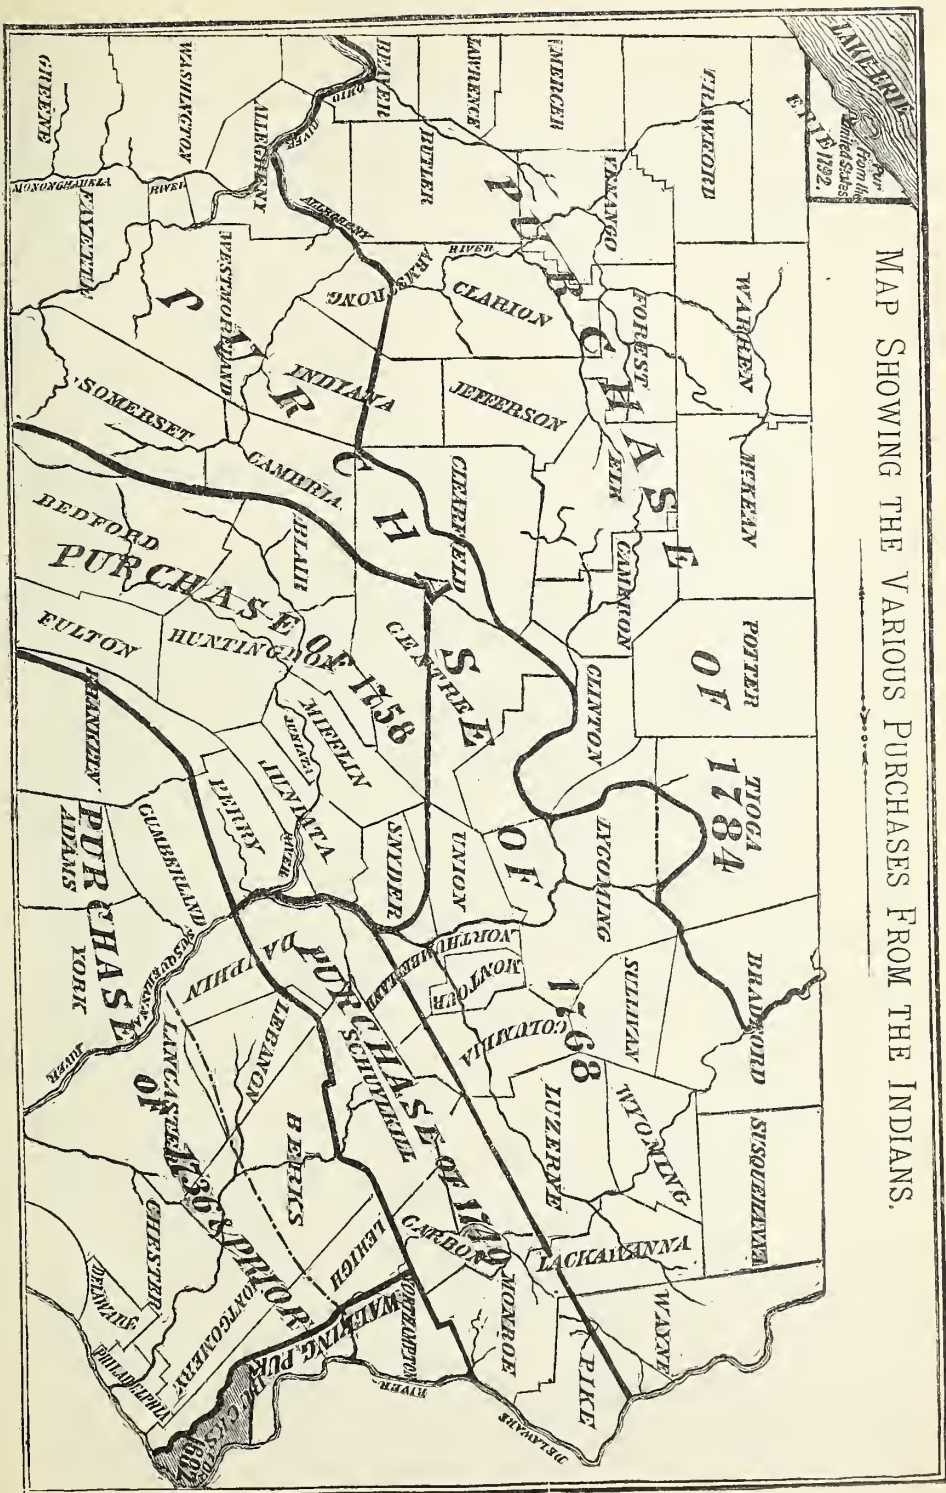 MAP SHOWING THE VARIOUS PURCHASES FROM THE INDIANS.
LAKE ERIE
Pur
from the
United States
1792.
ERIE
CRAWFORD
WARREN
McKEAN
POTTER
TIOGA
BRADFORD
SUSQUEHANNA
WAYNE
MERCER
VENANGO
FOREST
ELK
CAMERON
CLINTON
LYCOMING
SULLIVAN
WYOMING
LACKAWANNA
PIKE
LAWRENCE
BUTLER
CLARION
JEFFERSON
CLEARFIELD
CENTRE
UNION
NORTHUMBERLAND
MONTOUR
COLUMBIA
LUZERNE
MONROE
BEAVER
ALLEGHENY
ARMSTRONG
INDIANA
CAMBRIA
BLAIR
HUNTINGDON
MIFFLIN
JUNIATA
SNYDER
SCHUYLKILL
CARBON
NORTHAMPTON
WASHINGTON
WESTMORELAND
SOMERSET
BEDFORD
FULTON
FRANKLIN
PERRY
CUMBERLAND
DAUPHIN
LEBANON
BERKS
LEHIGH
GREENE
FAYETTE
ADAMS
YORK
LANCASTER
CHESTER
MONTGOMERY
BUCKS
DELAWARE
PHILADELPHIA
PURCHASE OF 1784
PURCHASE OF 1768
PURCHASE OF 1758
PURCHASE OF 1749
PURCHASE OF 1736 & PRIOR
WALKING PUR
1682
OHIO RIVER
ALLEGHENY RIVER
MONONGAHELA RIVER
JUNIATA RIVER
SUSQUEHANNA RIVER
DELAWARE RIVER